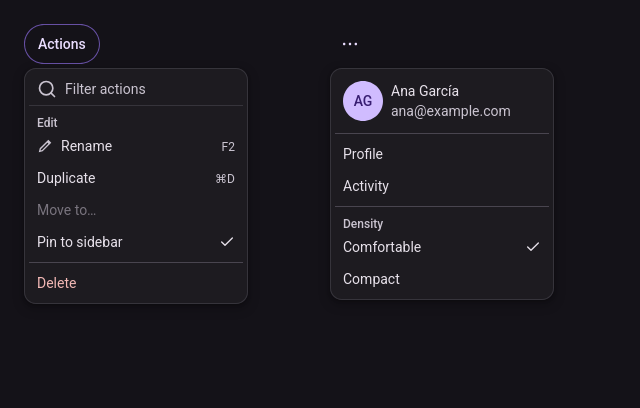 Actions
Filter actions
Edit
Rename F2
Duplicate ⌘D
Move to…
Pin to sidebar
Delete
…
AG
Ana García
ana@example.com
Profile
Activity
Density
Comfortable
Compact